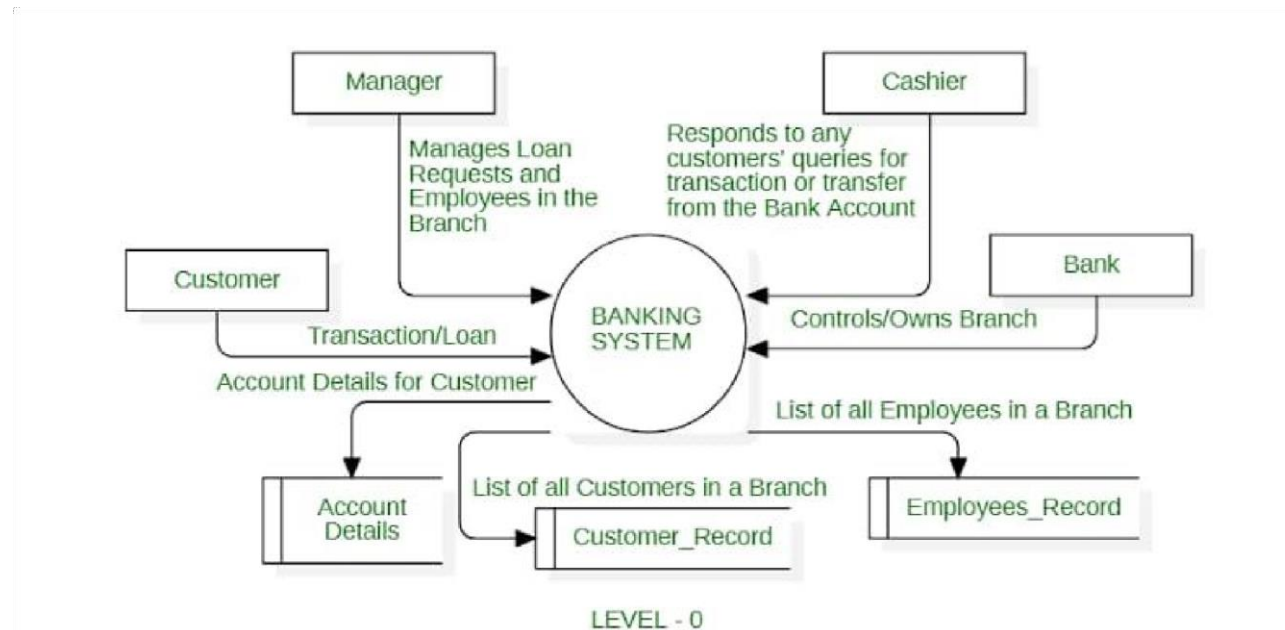 Manager
Cashier
Manages Loan
Requests and
Employees in the
Branch
Responds to any
customers' queries for
transaction or transfer
from the Bank Account
Customer
Bank
BANKING
SYSTEM
Transaction/Loan
Controls/Owns Branch
Account Details for Customer
List of all Employees in a Branch
List of all Customers in a Branch
Account
Details
Customer_Record
Employees_Record
LEVEL - 0